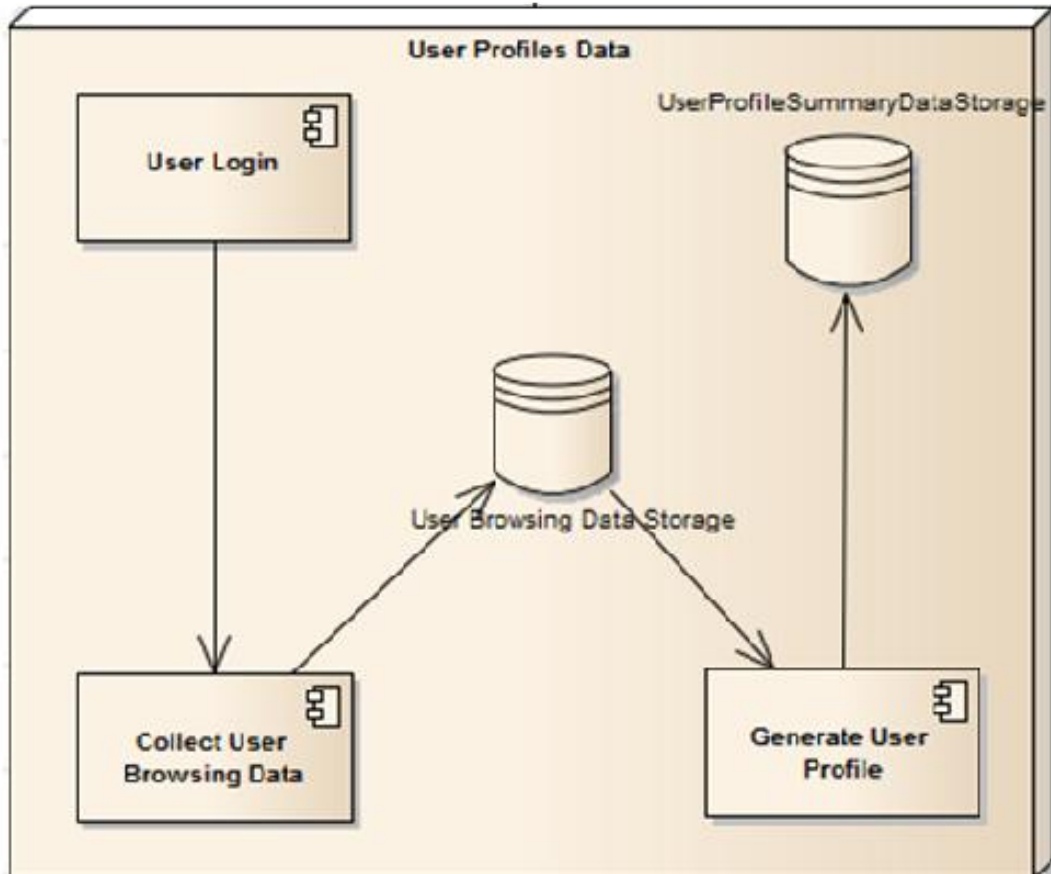 User Profiles Data
UserProfileSummaryDataStorage
User Login
User Browsing Data Storage
Collect User
Browsing Data
Generate User
Profile